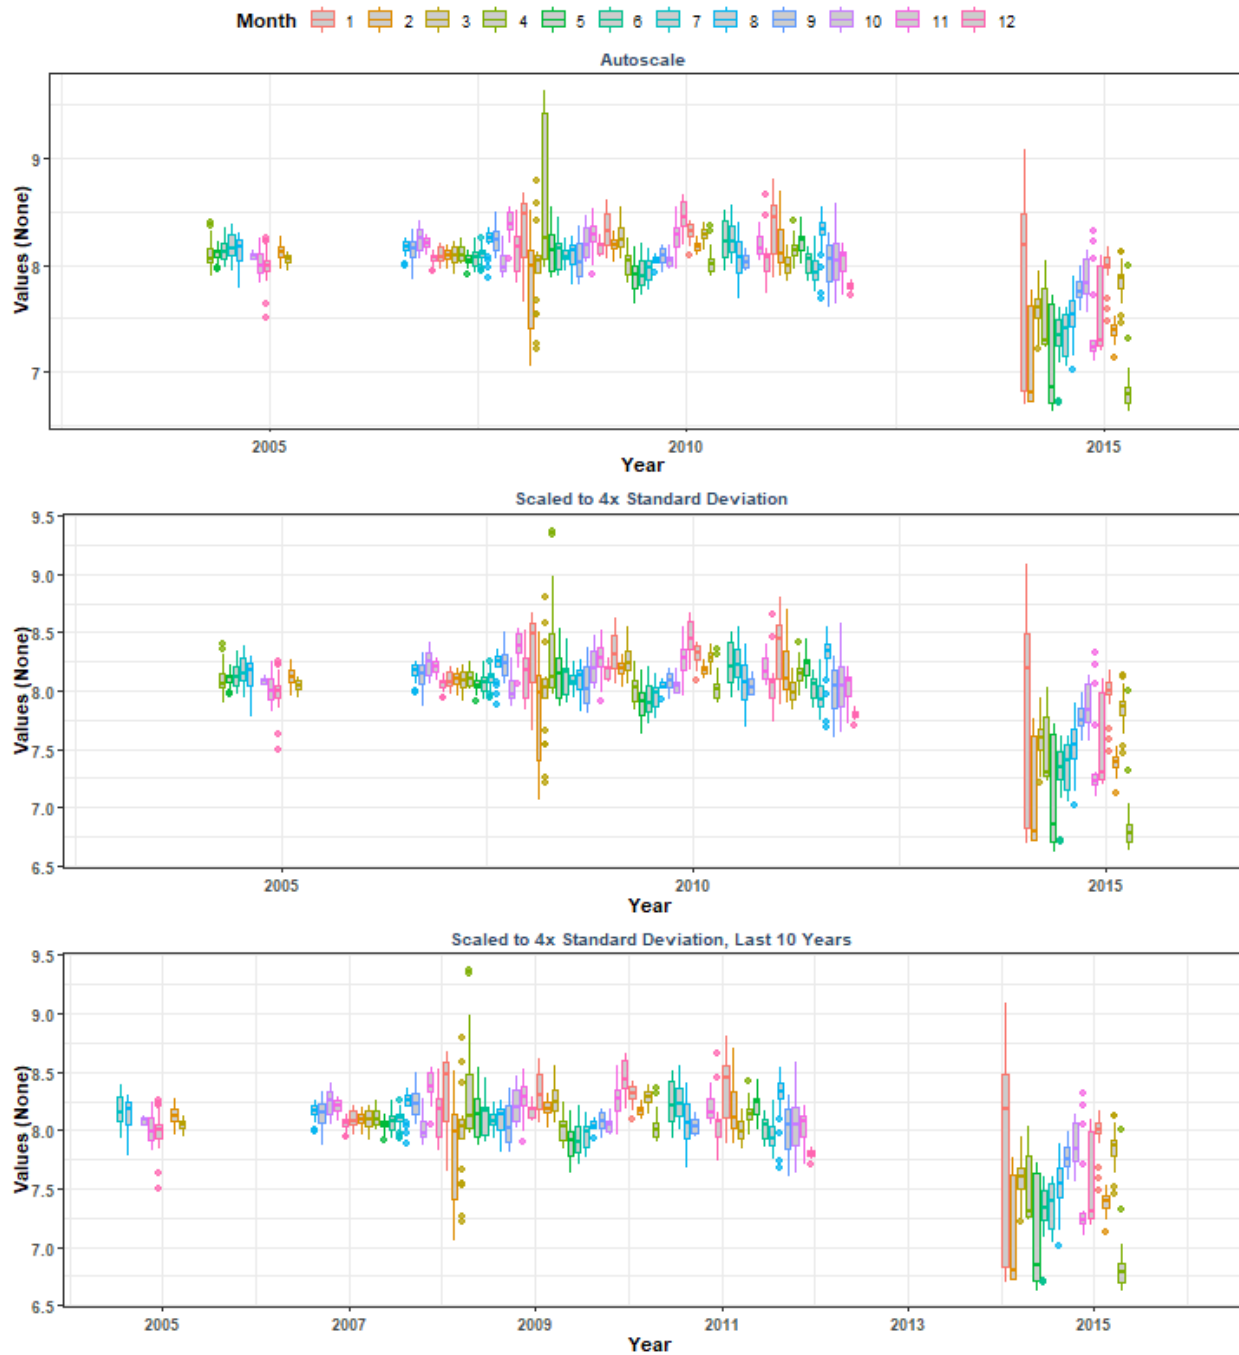 Month 1 2 3 4 5 6 7 8 9 10 11 12
Autoscale
Values (None)
9
8
7
2005 2010 2015
Year
Scaled to 4x Standard Deviation
Values (None)
9.5
9.0
8.5
8.0
7.5
7.0
6.5
2005 2010 2015
Year
Scaled to 4x Standard Deviation, Last 10 Years
Values (None)
9.5
9.0
8.5
8.0
7.5
7.0
6.5
2005 2007 2009 2011 2013 2015
Year